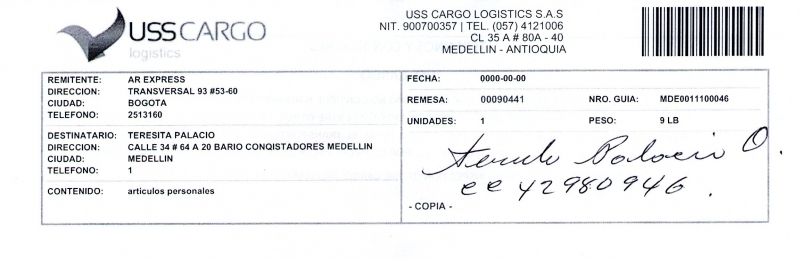 USSCARGO
logistics
USS CARGO LOGISTICS S.A.S
NIT. 900700357 | TEL. (057) 4121006
CL 35 A # 80A - 40
MEDELLIN - ANTIOQUIA
REMITENTE: AR EXPRESS
DIRECCION: TRANSVERSAL 93 #53-60
CIUDAD: BOGOTA
TELEFONO: 2513160
DESTINATARIO: TERESITA PALACIO
DIRECCION: CALLE 34 # 64 A 20 BARIO CONQISTADORES MEDELLIN
CIUDAD: MEDELLIN
TELEFONO: 1
CONTENIDO: articulos personales
FECHA: 0000-00-00
REMESA: 00090441 NRO. GUIA: MDE0011100046
UNIDADES: 1 PESO: 9 LB
Palacio O.
cc 42980946.
- COPIA -